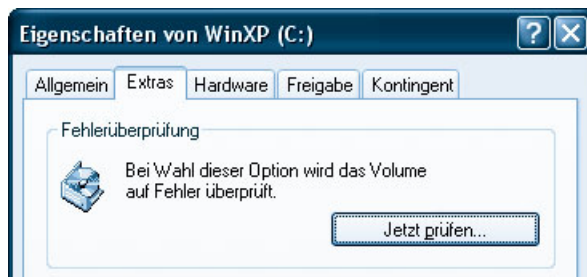 Eigenschaften von WinXP (C:)
Allgemein Extras Hardware Freigabe Kontingent
Fehlerüberprüfung
Bei Wahl dieser Option wird das Volume
auf Fehler überprüft.
Jetzt prüfen...